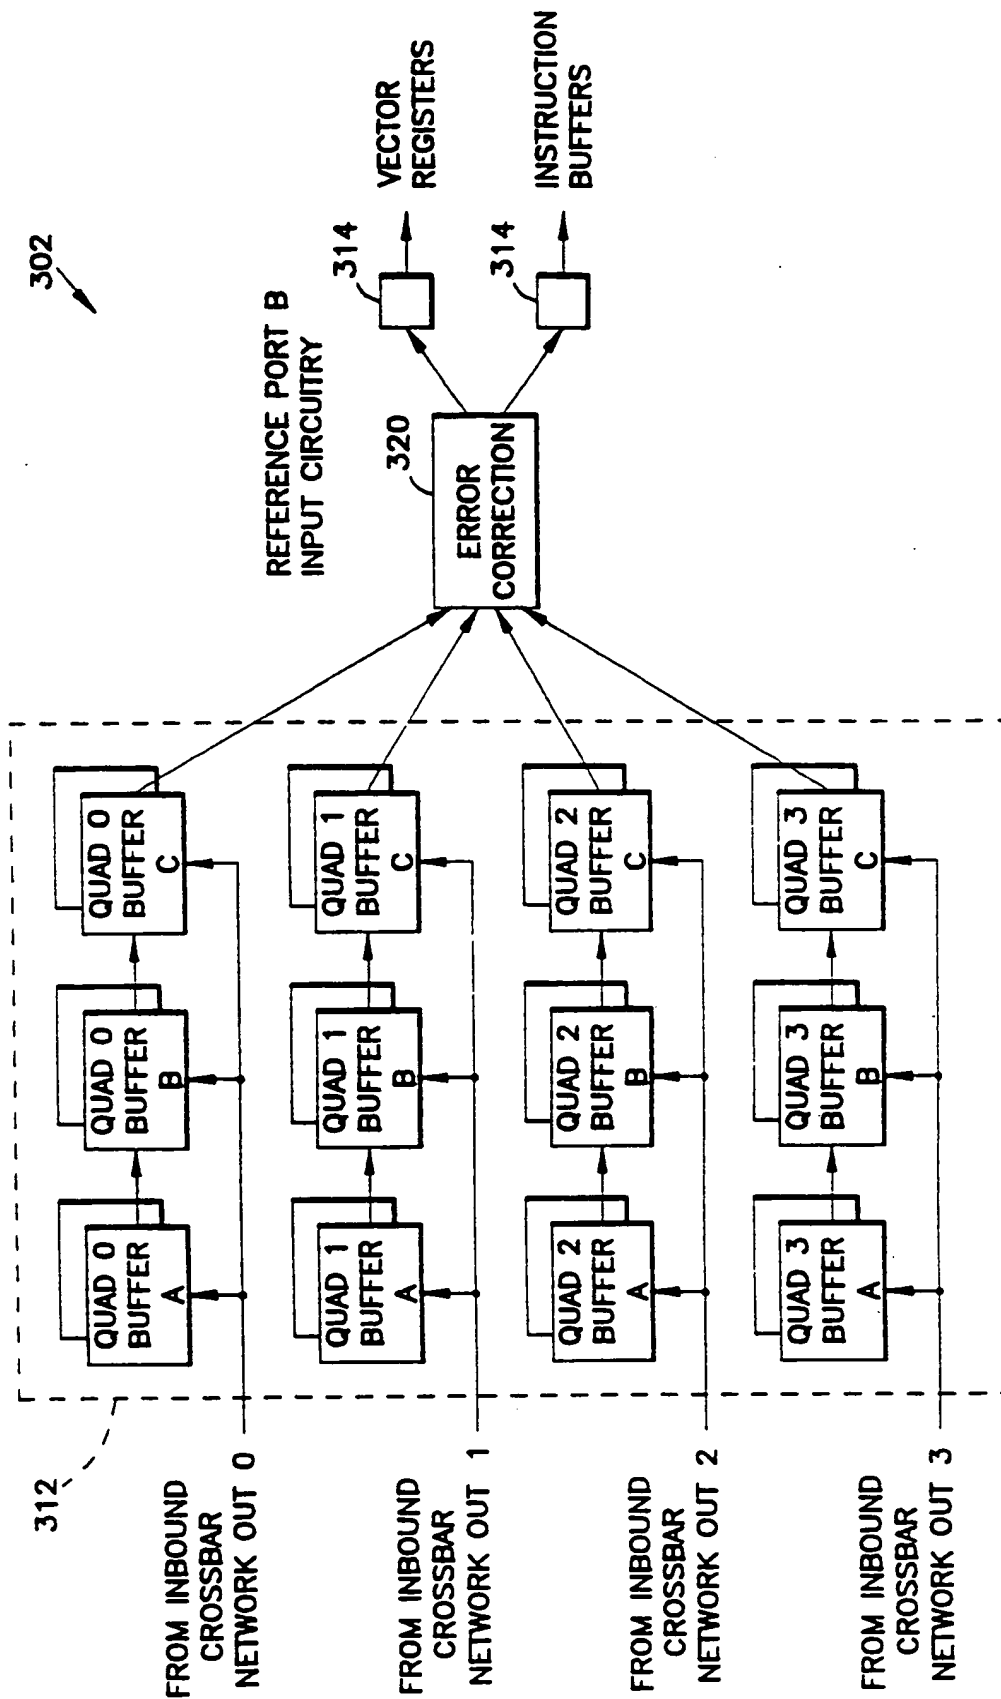 302
REFERENCE PORT B
INPUT CIRCUITRY
312
FROM INBOUND
CROSSBAR
NETWORK OUT 0
QUAD 0
BUFFER
A
QUAD 0
BUFFER
B
QUAD 0
BUFFER
C
FROM INBOUND
CROSSBAR
NETWORK OUT 1
QUAD 1
BUFFER
A
QUAD 1
BUFFER
B
QUAD 1
BUFFER
C
FROM INBOUND
CROSSBAR
NETWORK OUT 2
QUAD 2
BUFFER
A
QUAD 2
BUFFER
B
QUAD 2
BUFFER
C
FROM INBOUND
CROSSBAR
NETWORK OUT 3
QUAD 3
BUFFER
A
QUAD 3
BUFFER
B
QUAD 3
BUFFER
C
320
ERROR
CORRECTION
314
VECTOR
REGISTERS
314
INSTRUCTION
BUFFERS